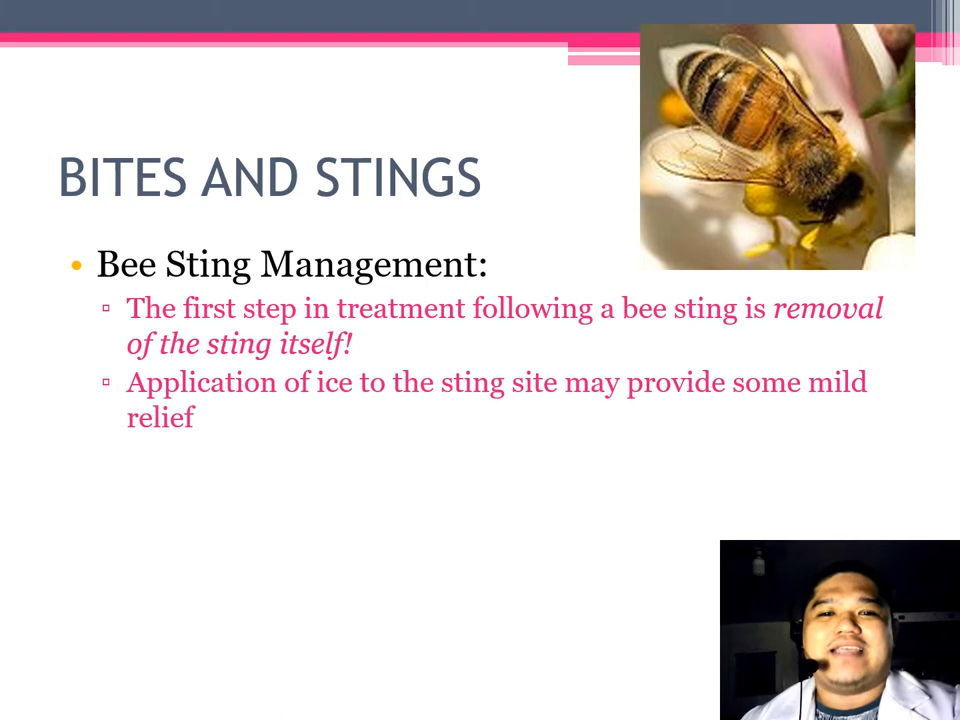 BITES AND STINGS
• Bee Sting Management:
▫ The first step in treatment following a bee sting is removal
of the sting itself!
▫ Application of ice to the sting site may provide some mild
relief